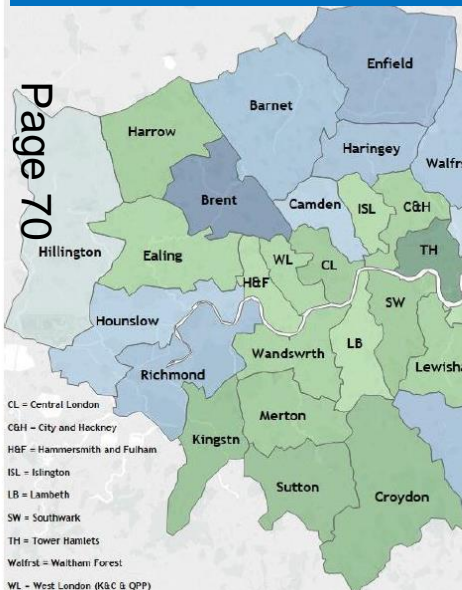 Page 70
Enfield
Barnet
Harrow
Haringey
Walfrs
Brent
Camden
ISL
C&H
Hillington
Ealing
WL
CL
TH
H&F
SW
Hounslow
LB
Wandswrth
Lewisha
Richmond
Merton
Kingstn
Sutton
Croydon
CL = Central London
C&H = City and Hackney
H&F = Hammersmith and Fulham
ISL = Islington
LB = Lambeth
SW = Southwark
TH = Tower Hamlets
Walfrst = Waltham Forest
WL = West London (K&C & QPP)